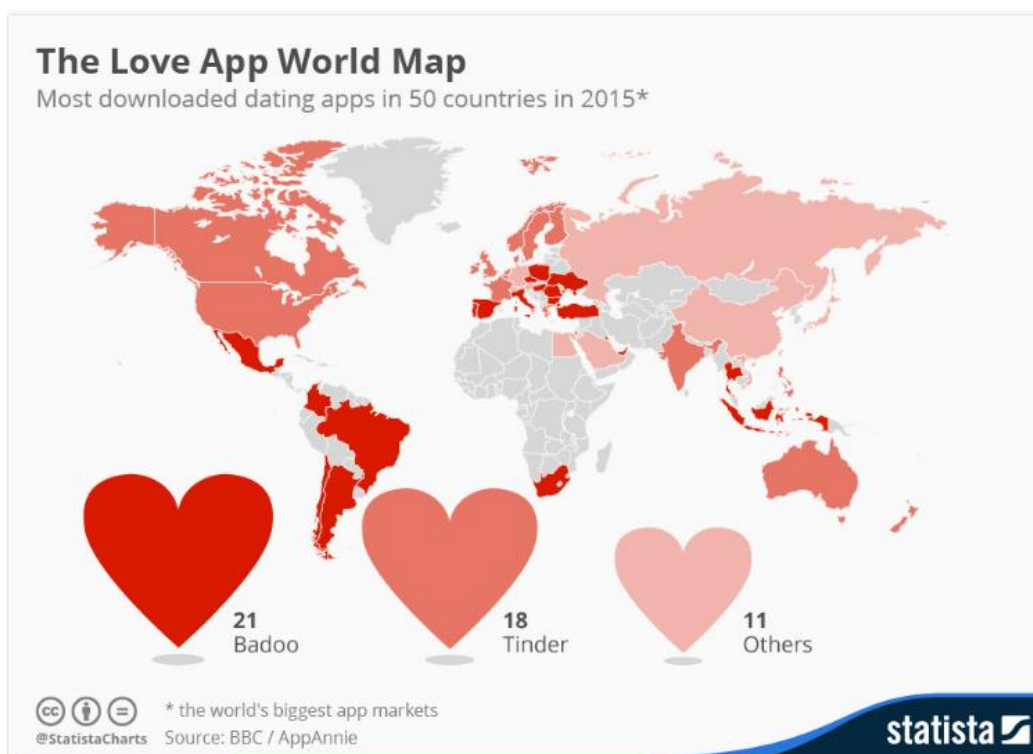 The Love App World Map
Most downloaded dating apps in 50 countries in 2015*
21
Badoo
18
Tinder
11
Others
cc
* the world's biggest app markets
@StatistaCharts
Source: BBC / AppAnnie
statista